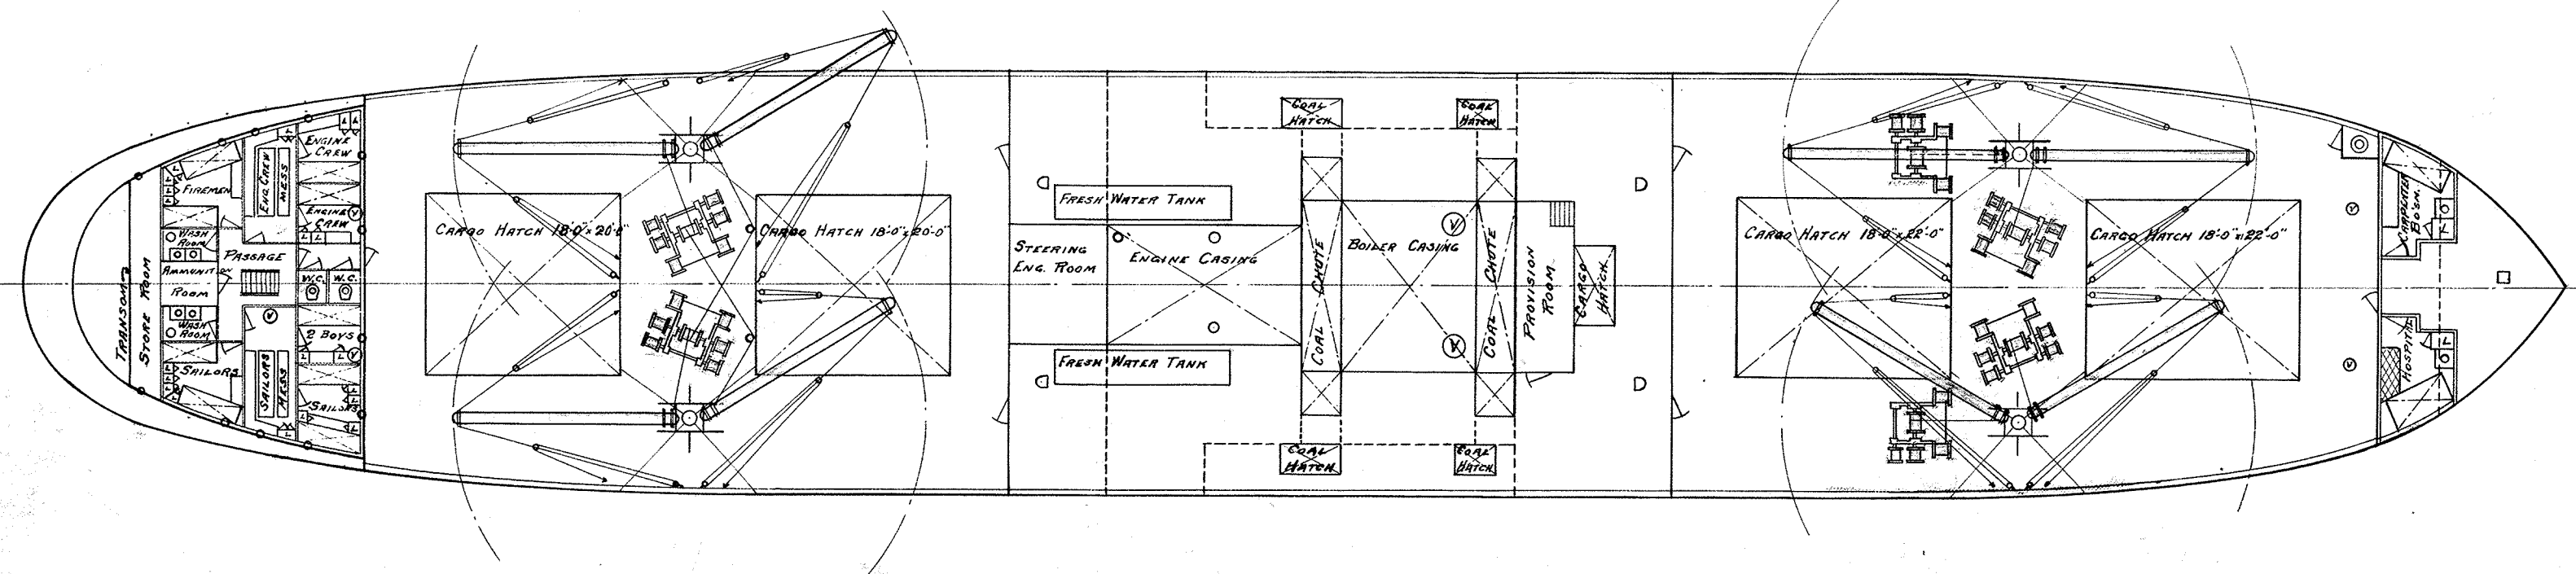 TRANSOM
STORE ROOM
FIREMEN
WASH
ROOM
AMMUNITION
ROOM
WASH
ROOM
SAILORS
ENG. CREW
MESS
PASSAGE
SAILORS
MESS
ENGINE
CREW
ENGINE
CREW
V
W.C.
W.C.
V
2 BOYS
V
SAILORS
CARGO HATCH 18'-0" x 20'-0"
CARGO HATCH 18'-0" x 20'-0"
FRESH WATER TANK
STEERING
ENG. ROOM
ENGINE CASING
FRESH WATER TANK
COAL
HATCH
COAL
HATCH
COAL CHUTE
BOILER CASING
V
V
COAL CHUTE
PROVISION
ROOM
CARGO
HATCH
COAL
HATCH
COAL
HATCH
CARGO HATCH 18'-0" x 22'-0"
CARGO HATCH 18'-0" x 22'-0"
V
V
CARPENTER
BO'SN.
HOSPITAL